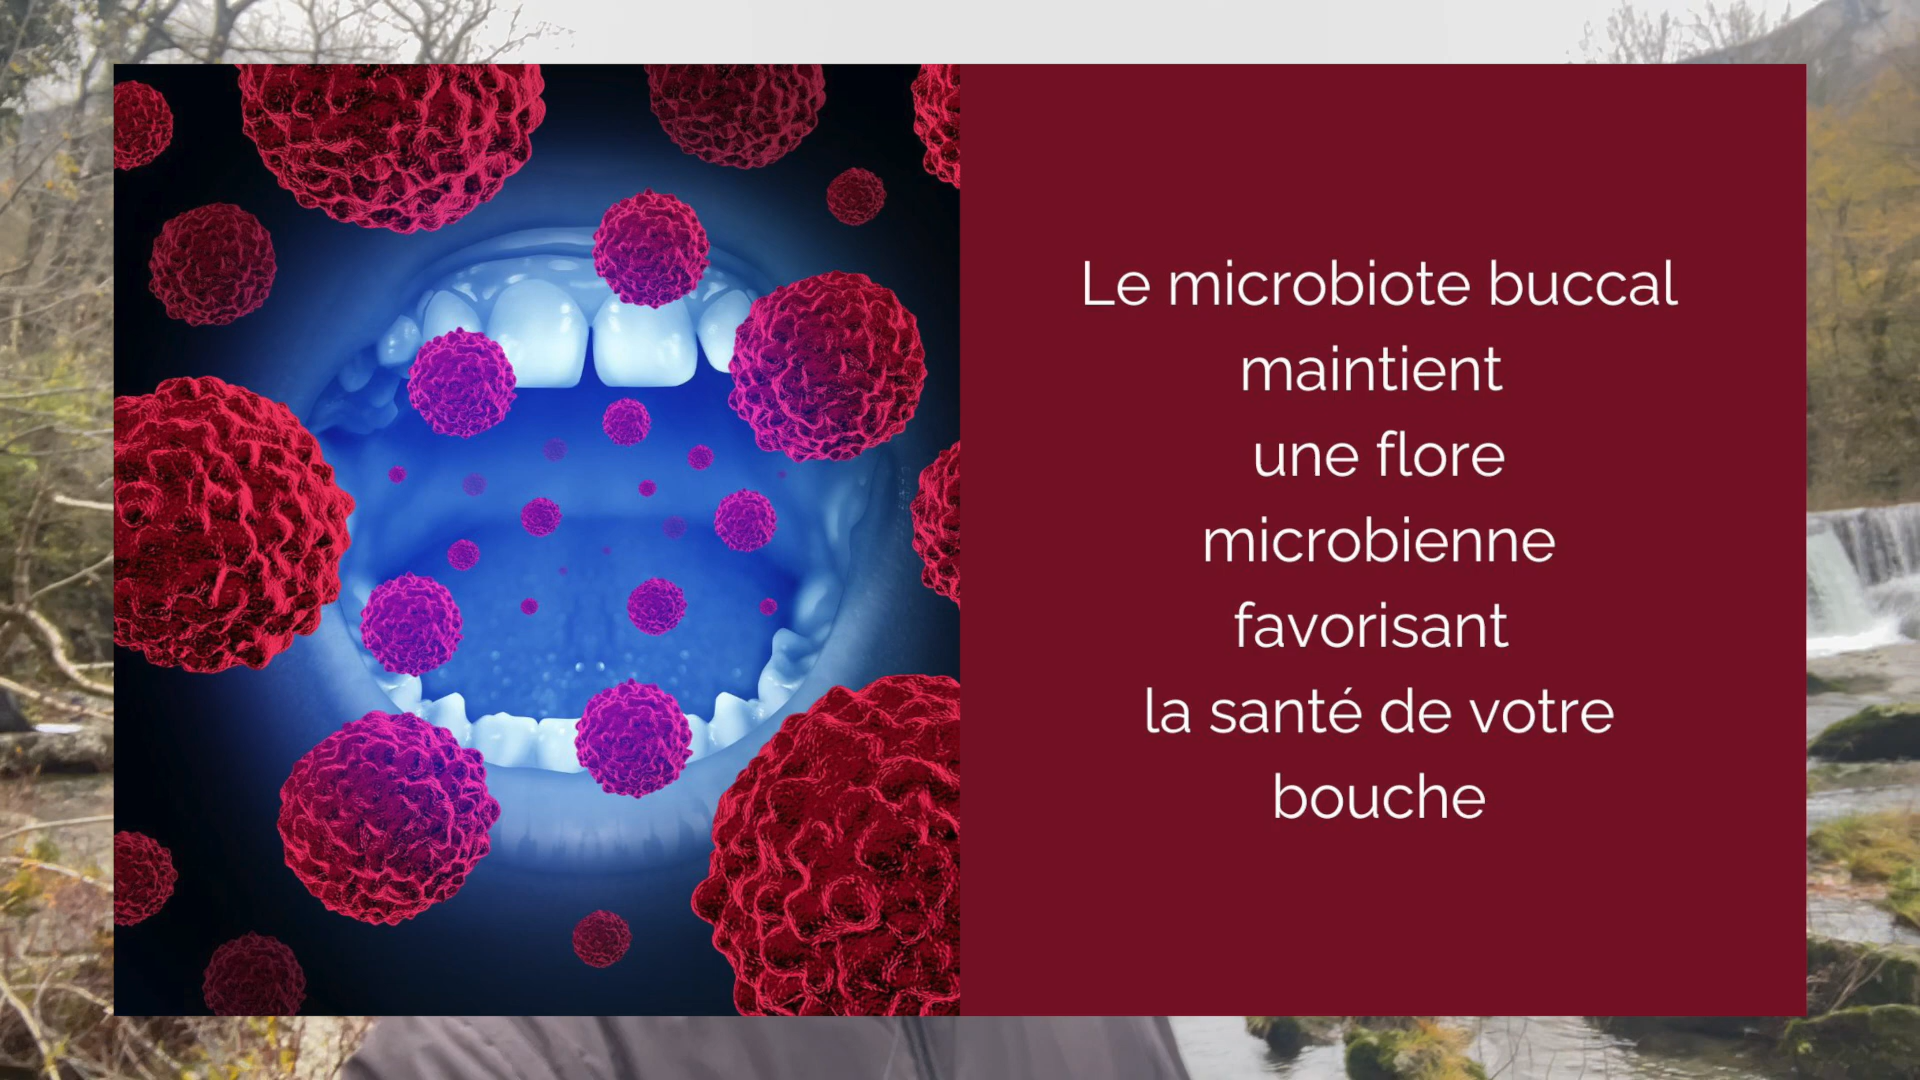 Le microbiote buccal
maintient
une flore
microbienne
favorisant
la santé de votre
bouche